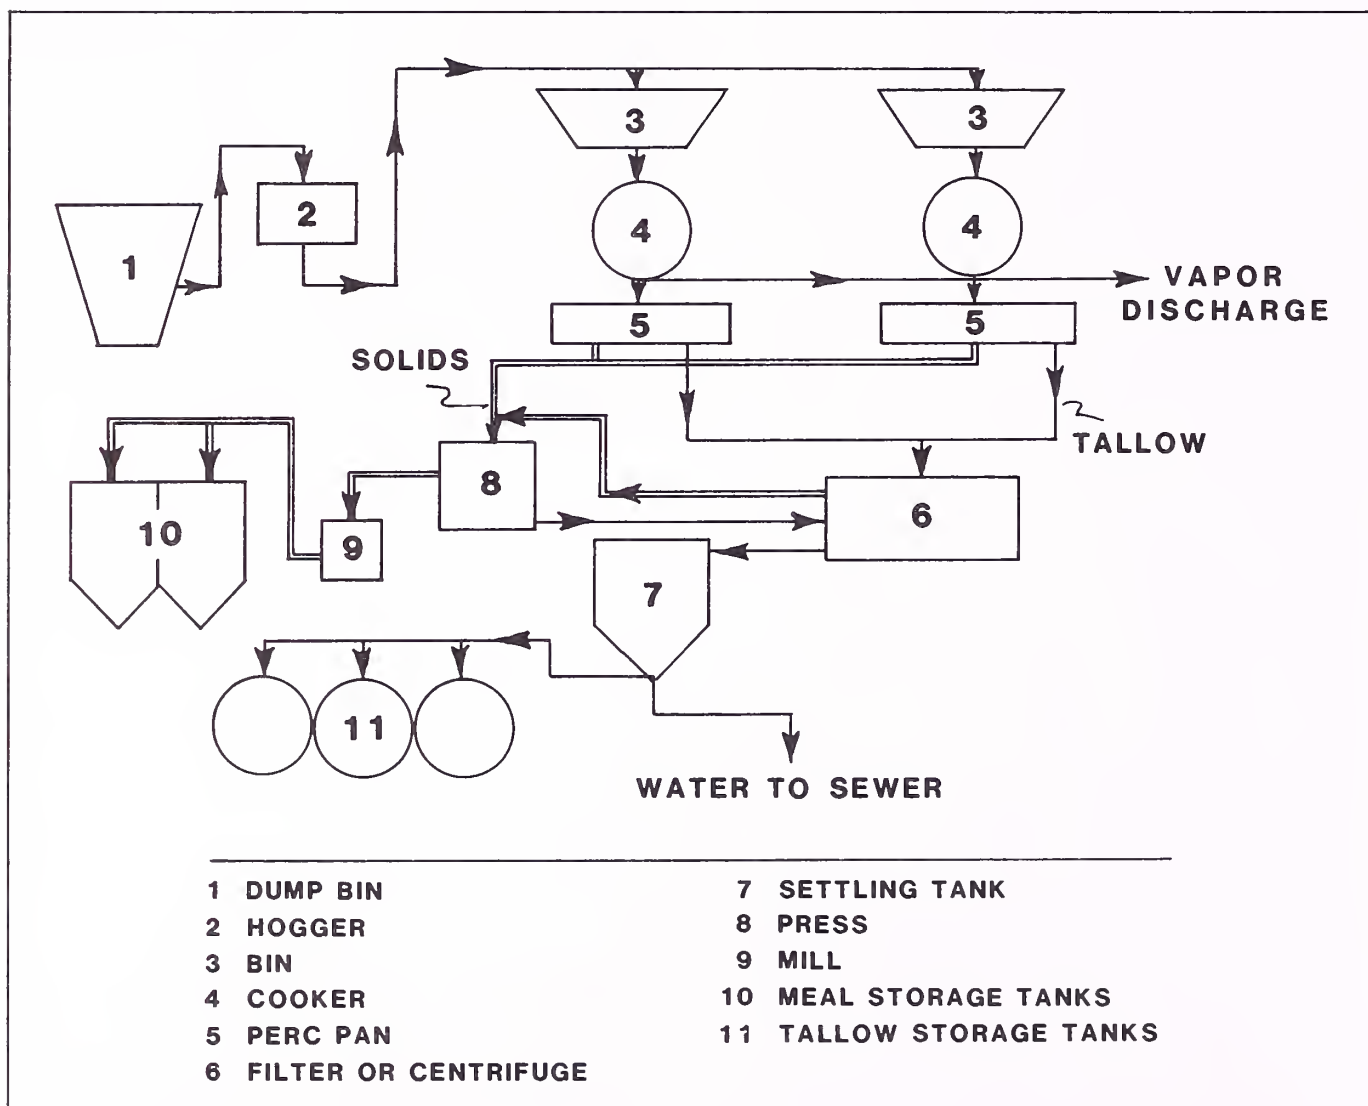 3 3
2
4 4
1
VAPOR
DISCHARGE
5 5
SOLIDS
TALLOW
8
6
10
9
7
11
WATER TO SEWER
1 DUMP BIN
2 HOGGER
3 BIN
4 COOKER
5 PERC PAN
6 FILTER OR CENTRIFUGE
7 SETTLING TANK
8 PRESS
9 MILL
10 MEAL STORAGE TANKS
11 TALLOW STORAGE TANKS